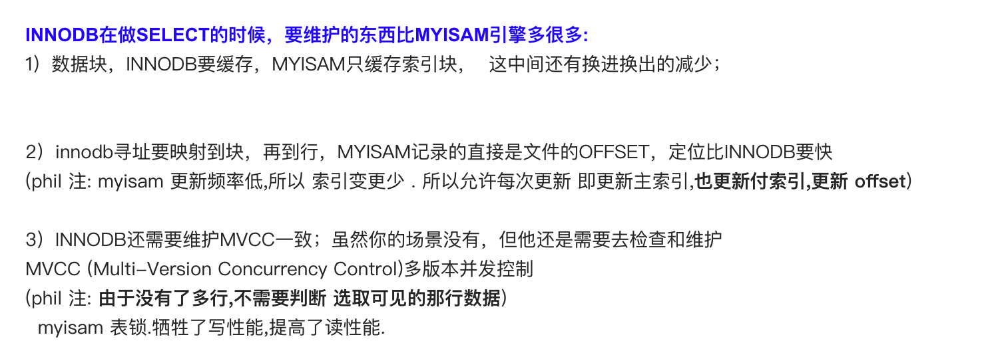 INNODB在做SELECT的时候，要维护的东西比MYISAM引擎多很多:
1）数据块，INNODB要缓存，MYISAM只缓存索引块， 这中间还有换进换出的减少；
2）innodb寻址要映射到块，再到行，MYISAM记录的直接是文件的OFFSET，定位比INNODB要快
(phil 注: myisam 更新频率低,所以 索引变更少 . 所以允许每次更新 即更新主索引,也更新付索引,更新 offset)
3）INNODB还需要维护MVCC一致；虽然你的场景没有，但他还是需要去检查和维护
MVCC (Multi-Version Concurrency Control)多版本并发控制
(phil 注: 由于没有了多行,不需要判断 选取可见的那行数据)
myisam 表锁.牺牲了写性能,提高了读性能.